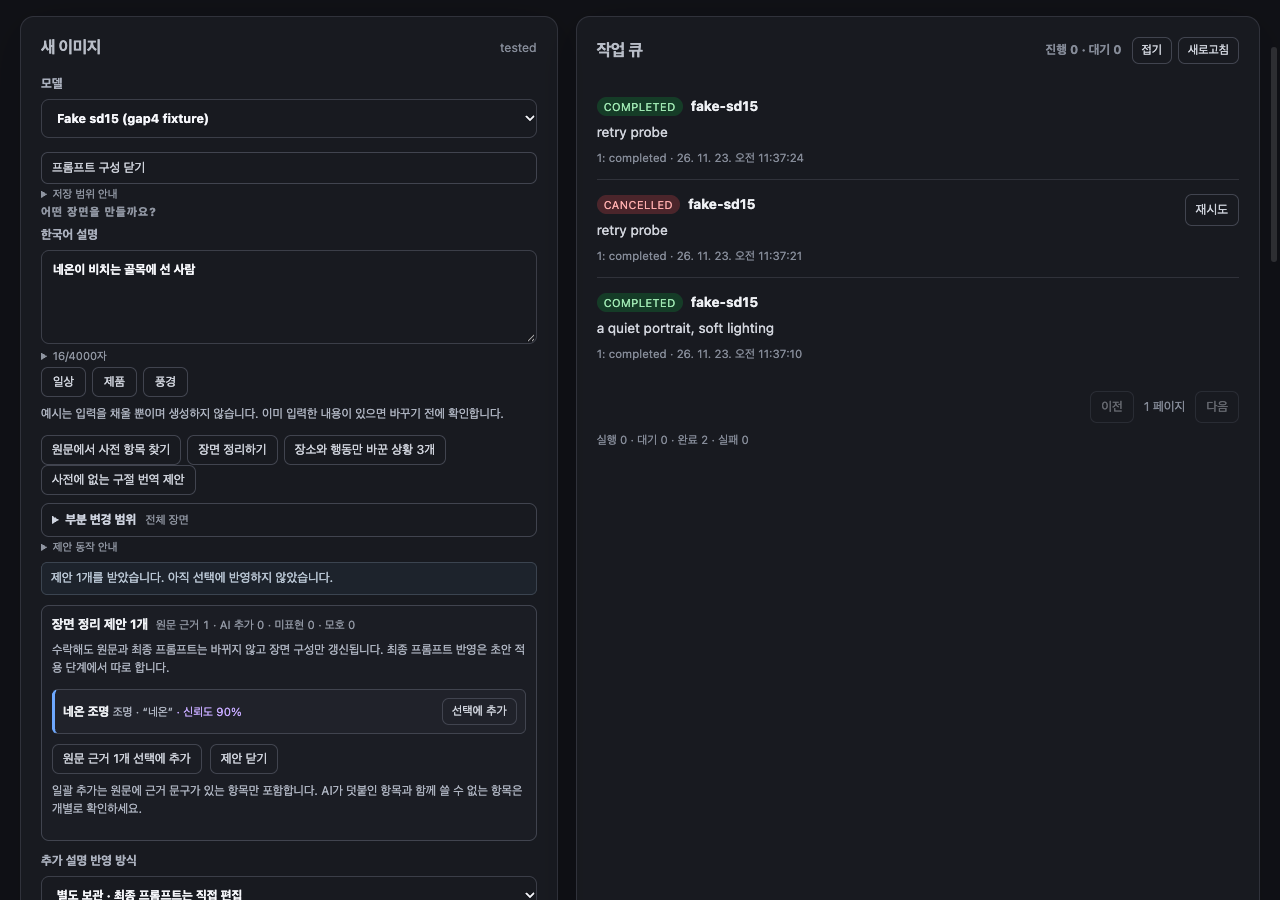 새 이미지
tested
모델
Fake sd15 (gap4 fixture)
프롬프트 구성 닫기
저장 범위 안내
어떤 장면을 만들까요?
한국어 설명
네온이 비치는 골목에 선 사람
16/4000자
일상
제품
풍경
예시는 입력을 채울 뿐이며 생성하지 않습니다. 이미 입력한 내용이 있으면 바꾸기 전에 확인합니다.
원문에서 사전 항목 찾기
장면 정리하기
장소와 행동만 바꾼 상황 3개
사전에 없는 구절 번역 제안
부분 변경 범위 전체 장면
제안 동작 안내
제안 1개를 받았습니다. 아직 선택에 반영하지 않았습니다.
장면 정리 제안 1개 원문 근거 1 · AI 추가 0 · 미표현 0 · 모호 0
수락해도 원문과 최종 프롬프트는 바뀌지 않고 장면 구성만 갱신됩니다. 최종 프롬프트 반영은 초안 적
용 단계에서 따로 합니다.
네온 조명 조명 · “네온” · 신뢰도 90%
선택에 추가
원문 근거 1개 선택에 추가
제안 닫기
일괄 추가는 원문에 근거 문구가 있는 항목만 포함합니다. AI가 덧붙인 항목과 함께 쓸 수 없는 항목은
개별로 확인하세요.
추가 설명 반영 방식
별도 보관 · 최종 프롬프트는 직접 편집
작업 큐
진행 0 · 대기 0
접기
새로고침
COMPLETED fake-sd15
retry probe
1: completed · 26. 11. 23. 오전 11:37:24
CANCELLED fake-sd15
재시도
retry probe
1: completed · 26. 11. 23. 오전 11:37:21
COMPLETED fake-sd15
a quiet portrait, soft lighting
1: completed · 26. 11. 23. 오전 11:37:10
이전
1 페이지
다음
실행 0 · 대기 0 · 완료 2 · 실패 0